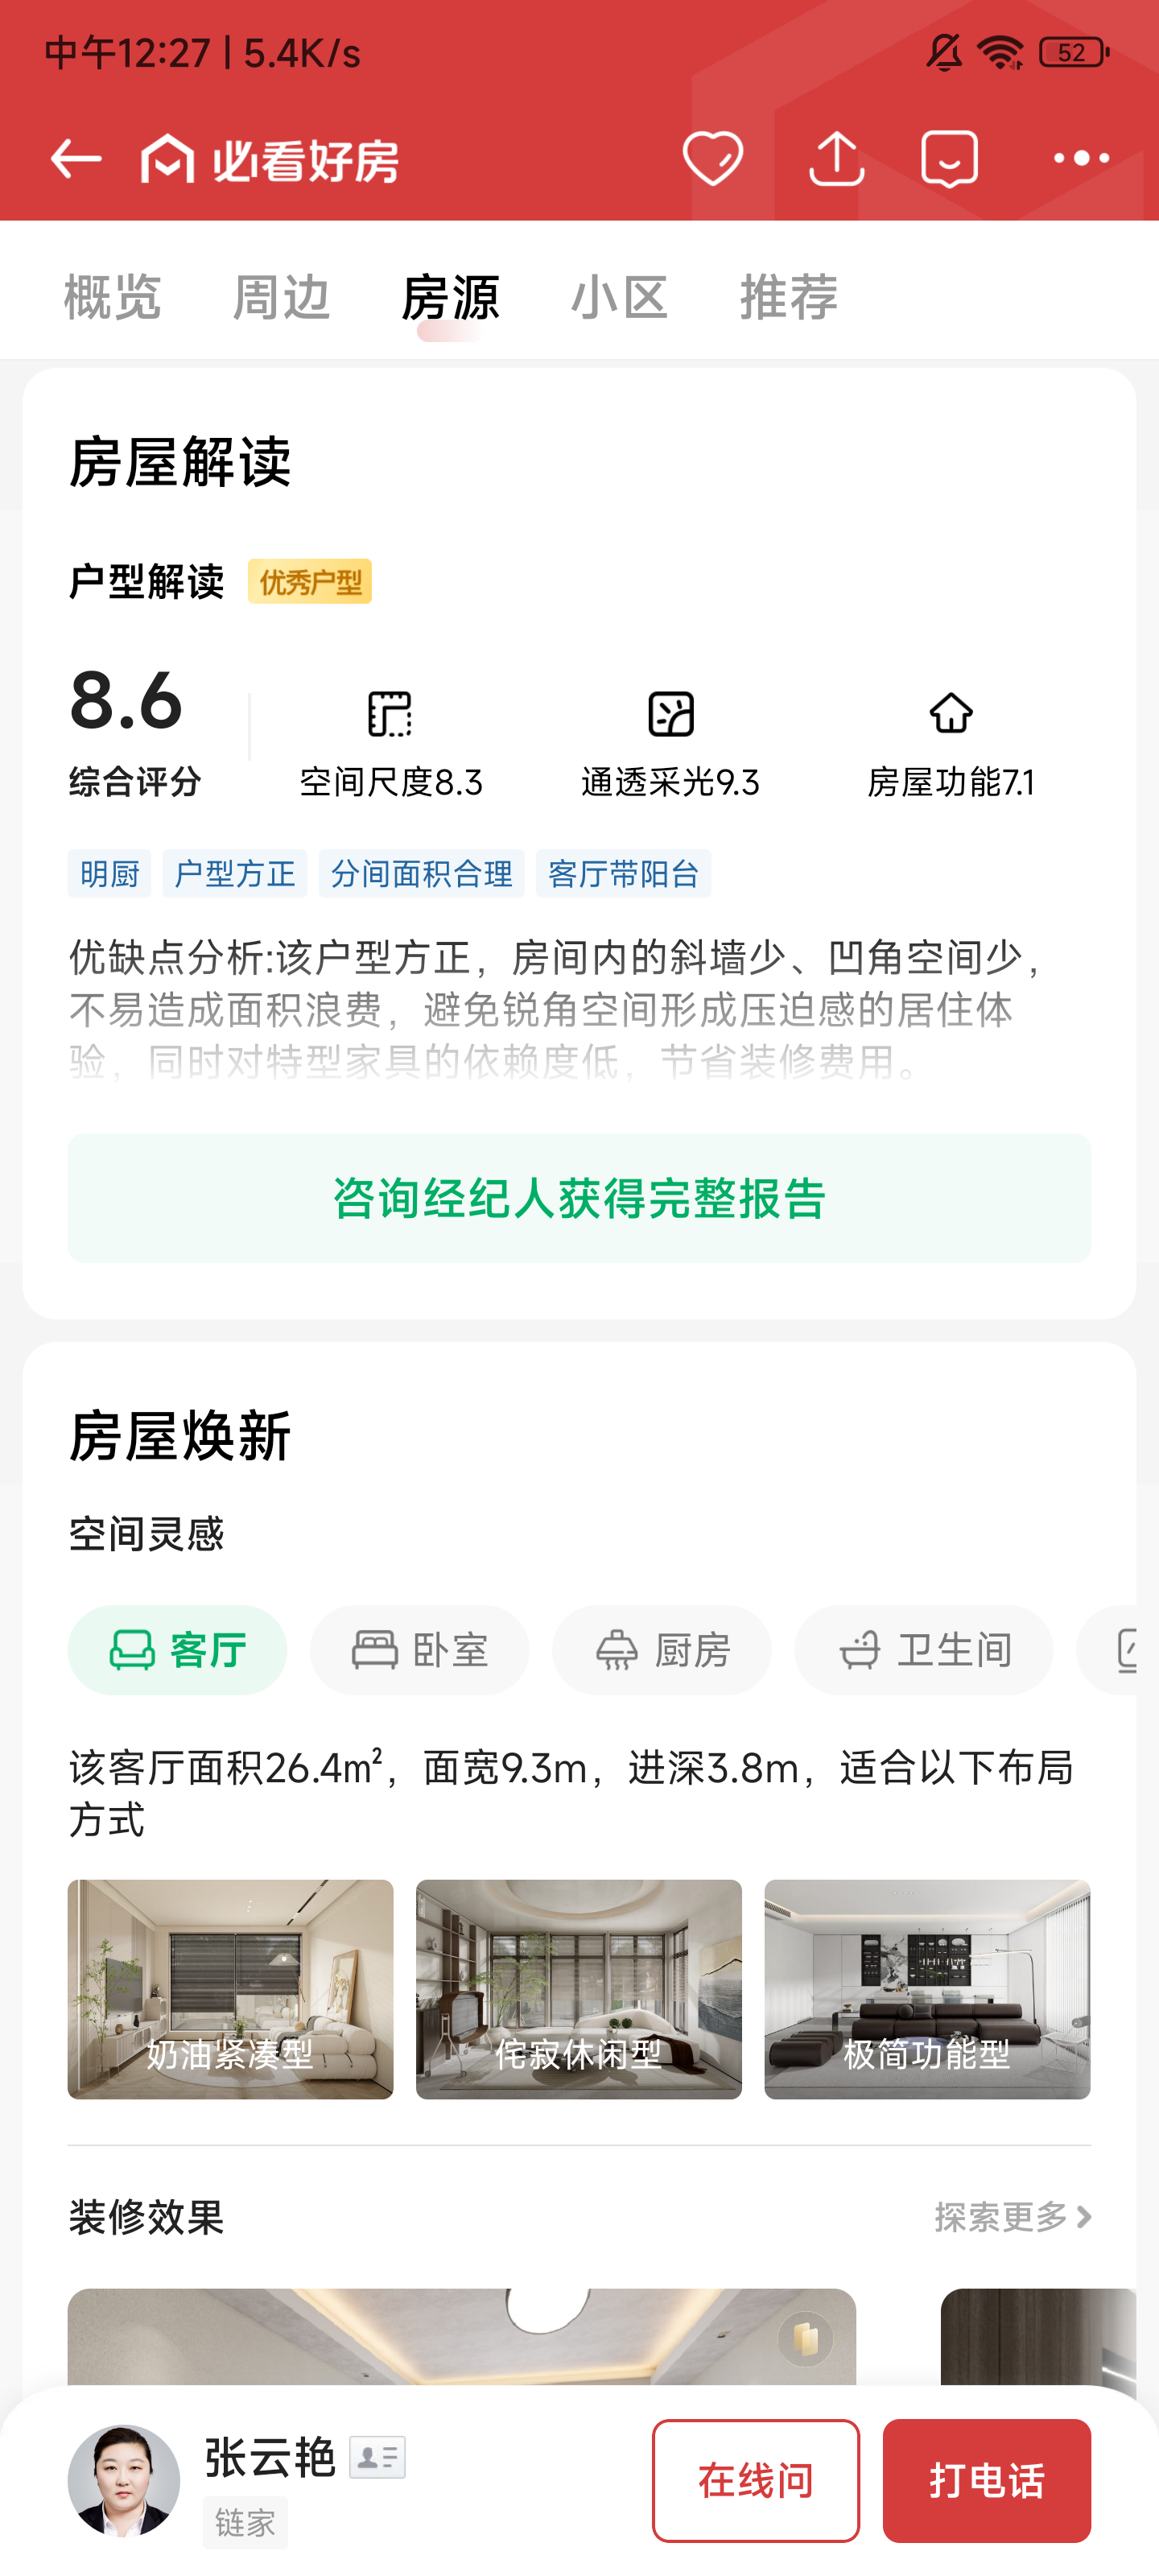 中午12:27 | 5.4K/s
52
必看好房
概览 周边 房源 小区 推荐
房屋解读
户型解读 优秀户型
8.6
综合评分 空间尺度8.3 通透采光9.3 房屋功能7.1
明厨 户型方正 分间面积合理 客厅带阳台
优缺点分析:该户型方正，房间内的斜墙少、凹角空间少，
不易造成面积浪费，避免锐角空间形成压迫感的居住体
验，同时对特型家具的依赖度低，节省装修费用。
咨询经纪人获得完整报告
房屋焕新
空间灵感
客厅 卧室 厨房 卫生间
该客厅面积26.4m²，面宽9.3m，进深3.8m，适合以下布局
方式
奶油紧凑型 侘寂休闲型 极简功能型
装修效果 探索更多
张云艳
链家
在线问 打电话